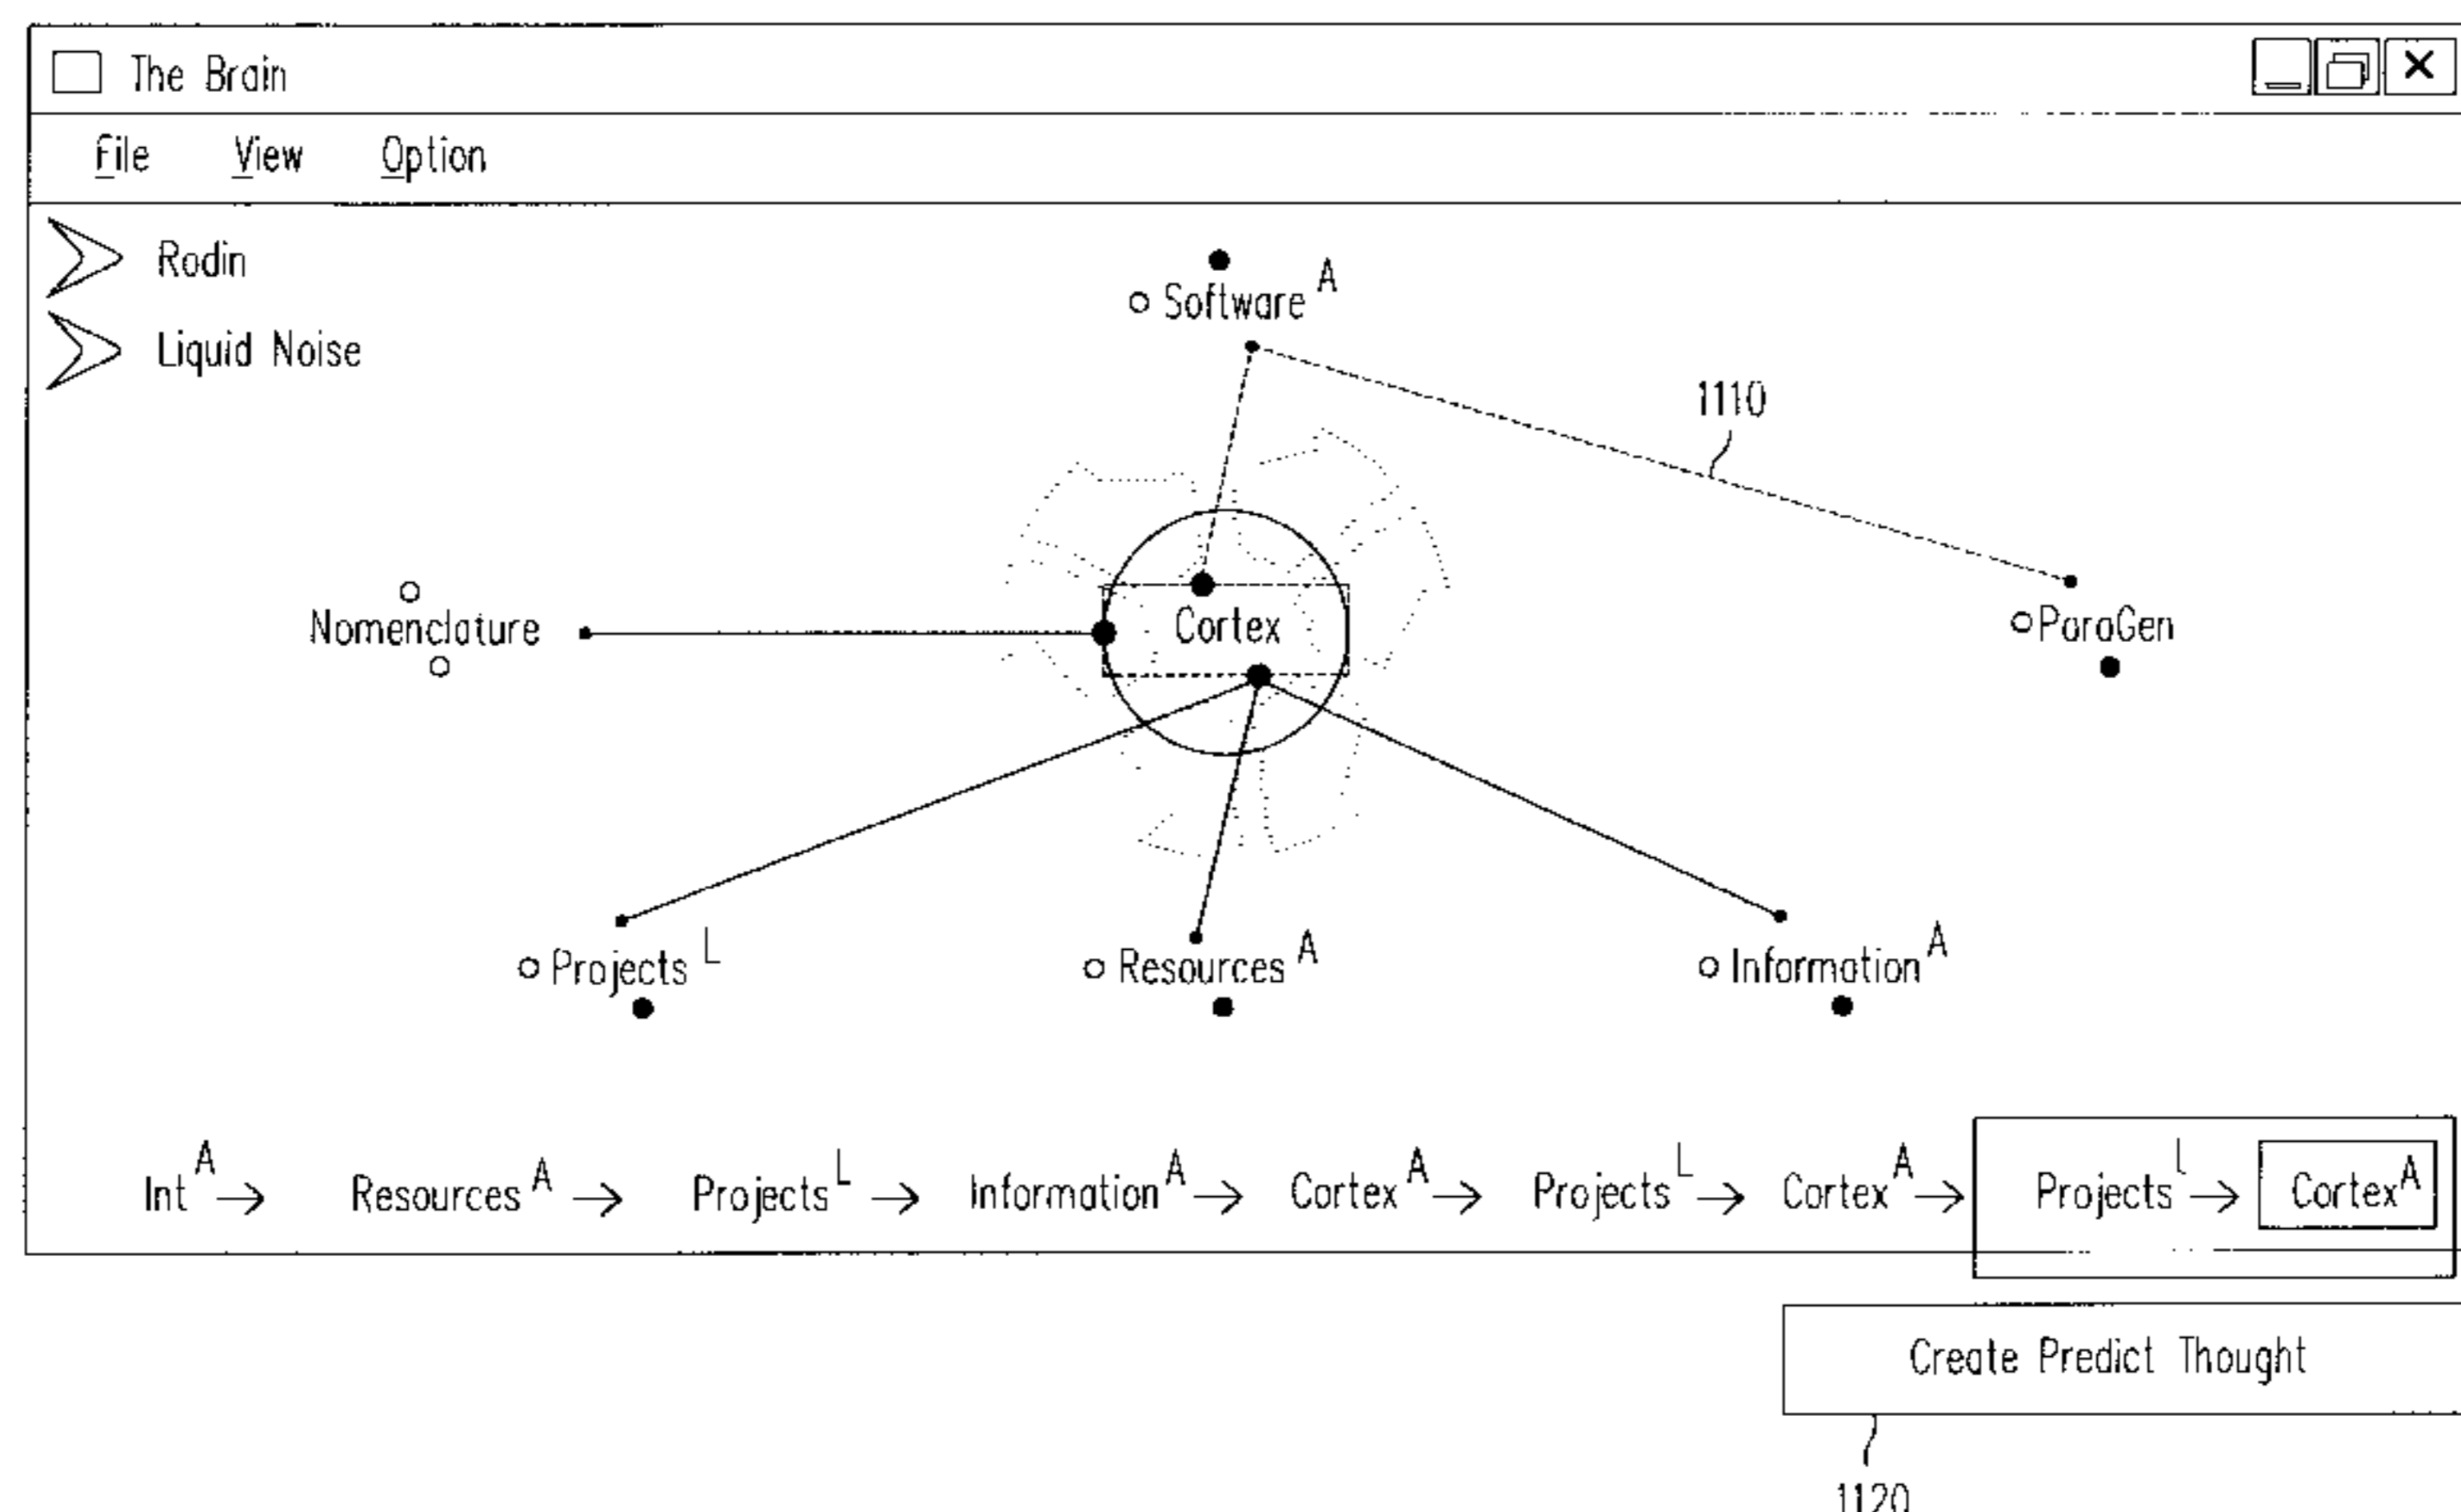 The Brain
File View Option
Rodin
Software A
Liquid Noise
1110
Nomenclature
Cortex
ParaGen
Projects L
Resources A
Information A
Int A → Resources A → Projects L → Information A → Cortex A → Projects L → Cortex A → Projects L → Cortex A
Create Predict Thought
1120